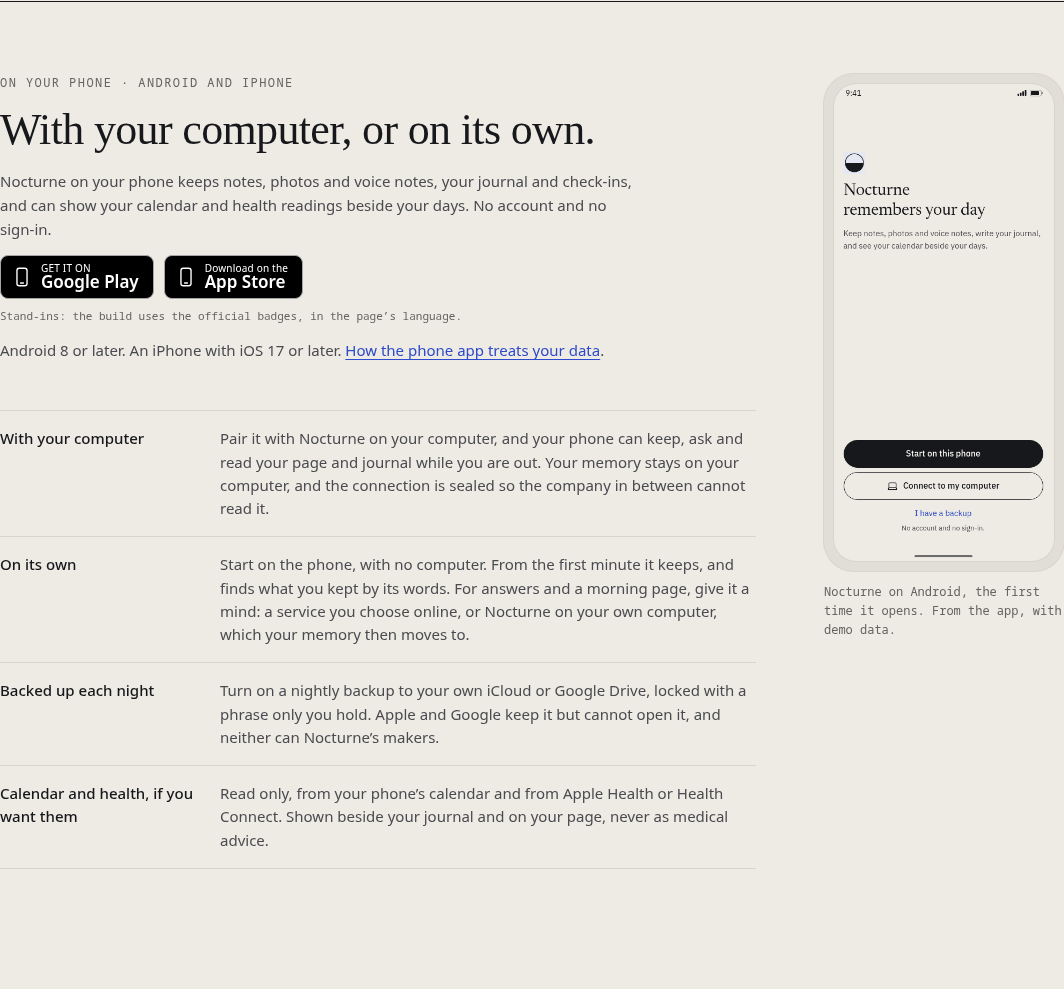 ON YOUR PHONE · ANDROID AND IPHONE
With your computer, or on its own.
Nocturne on your phone keeps notes, photos and voice notes, your journal and check-ins,
and can show your calendar and health readings beside your days. No account and no
sign-in.
GET IT ON
Google Play
Download on the
App Store
Stand-ins: the build uses the official badges, in the page’s language.
Android 8 or later. An iPhone with iOS 17 or later. How the phone app treats your data.
With your computer
Pair it with Nocturne on your computer, and your phone can keep, ask and
read your page and journal while you are out. Your memory stays on your
computer, and the connection is sealed so the company in between cannot
read it.
On its own
Start on the phone, with no computer. From the first minute it keeps, and
finds what you kept by its words. For answers and a morning page, give it a
mind: a service you choose online, or Nocturne on your own computer,
which your memory then moves to.
Backed up each night
Turn on a nightly backup to your own iCloud or Google Drive, locked with a
phrase only you hold. Apple and Google keep it but cannot open it, and
neither can Nocturne’s makers.
Calendar and health, if you
want them
Read only, from your phone’s calendar and from Apple Health or Health
Connect. Shown beside your journal and on your page, never as medical
advice.
9:41
Nocturne
remembers your day
Keep notes, photos and voice notes, write your journal,
and see your calendar beside your days.
Start on this phone
Connect to my computer
I have a backup
No account and no sign-in.
Nocturne on Android, the first
time it opens. From the app, with
demo data.